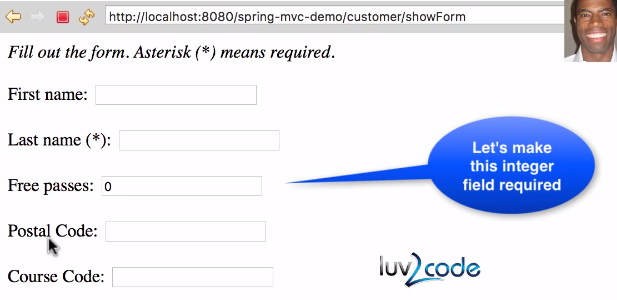 http://localhost:8080/spring-mvc-demo/customer/showForm
Fill out the form. Asterisk (*) means required.
First name:
Last name (*):
Free passes: 0
Let's make
this integer
field required
Postal Code:
Course Code:
luv2code